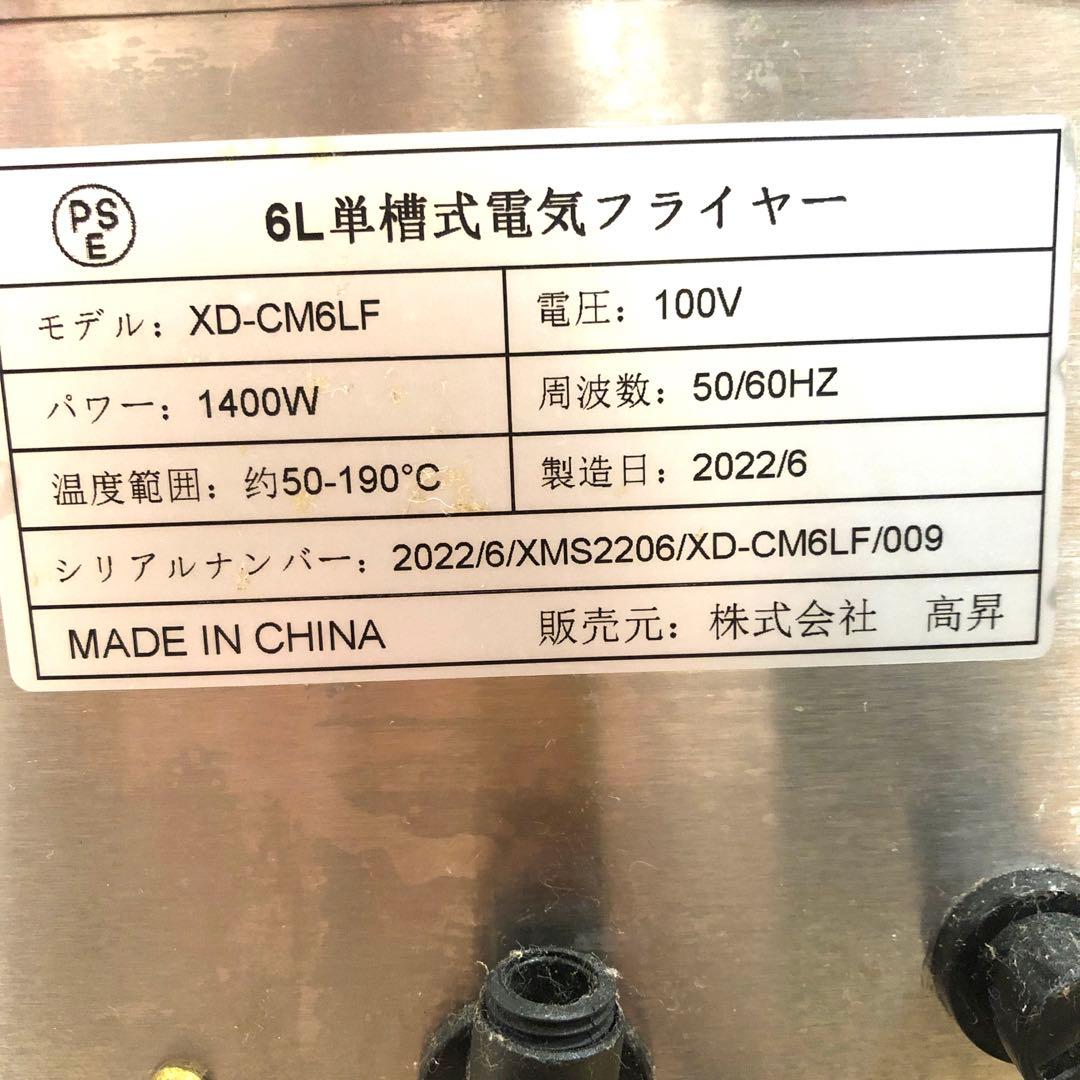 PS
E
6L単槽式電気フライヤー
モデル：XD-CM6LF
電圧：100V
パワー：1400W
周波数：50/60HZ
温度範囲：约50-190°C
製造日：2022/6
シリアルナンバー：2022/6/XMS2206/XD-CM6LF/009
MADE IN CHINA
販売元：株式会社 高昇